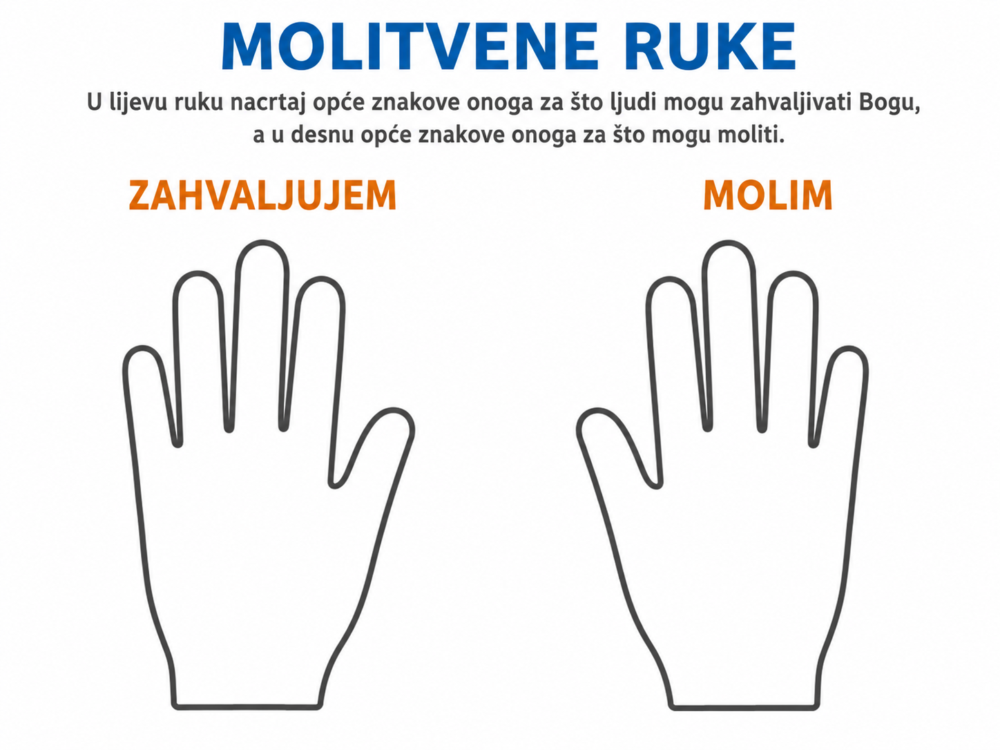 MOLITVENE RUKE
U lijevu ruku nacrtaj opće znakove onoga za što ljudi mogu zahvaljivati Bogu,
a u desnu opće znakove onoga za što mogu moliti.
ZAHVALJUJEM
MOLIM